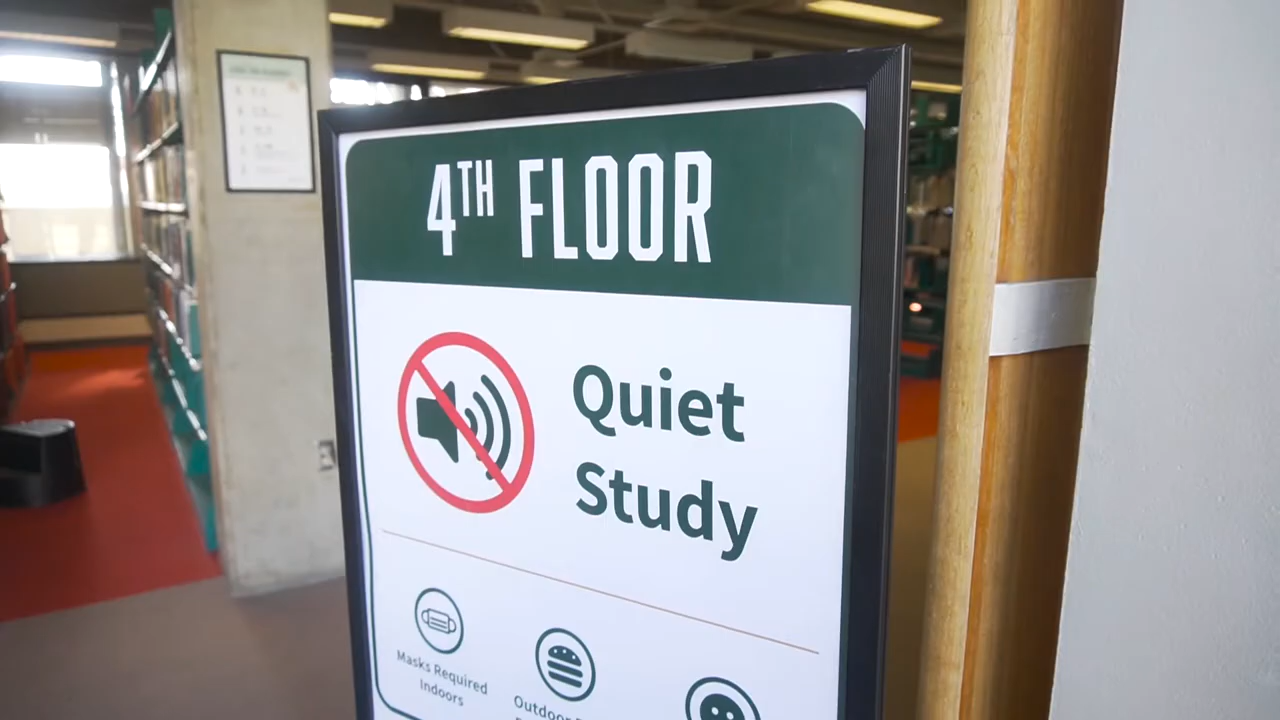 4TH FLOOR
Quiet
Study
Masks Required
Indoors
Outdoor